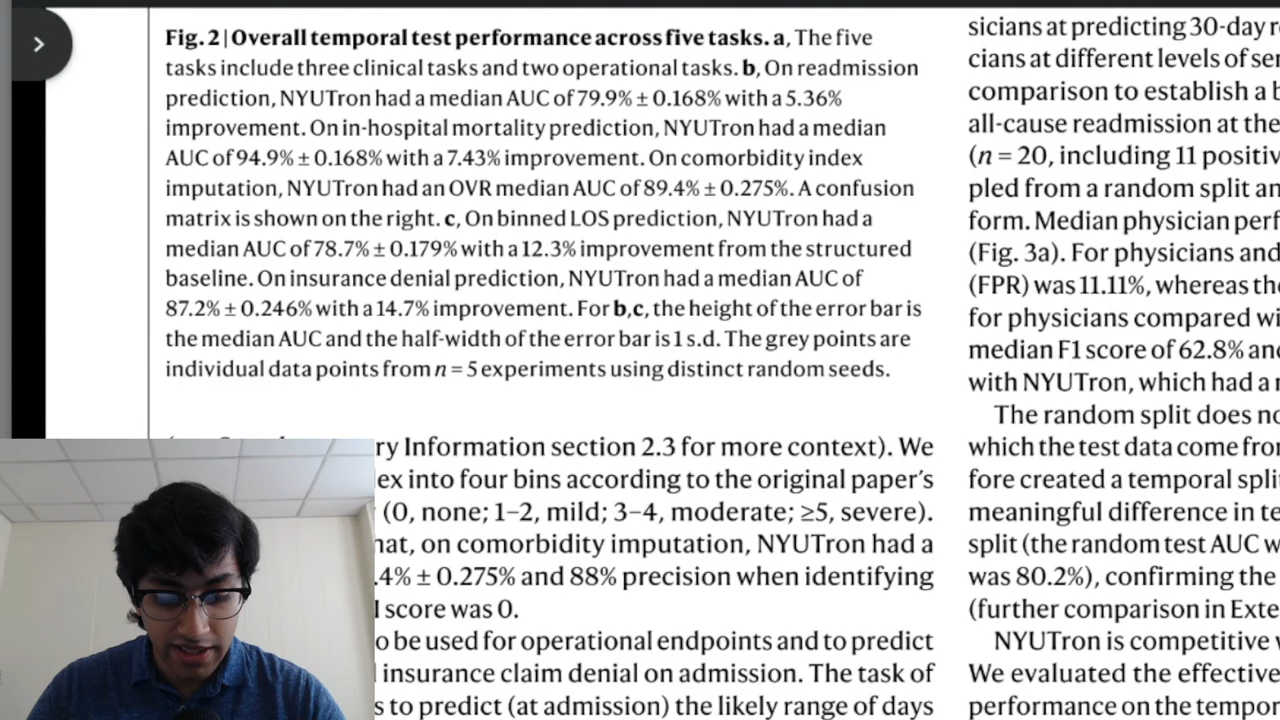 Fig. 2 | Overall temporal test performance across five tasks. a, The five
tasks include three clinical tasks and two operational tasks. b, On readmission
prediction, NYUTron had a median AUC of 79.9% ± 0.168% with a 5.36%
improvement. On in-hospital mortality prediction, NYUTron had a median
AUC of 94.9% ± 0.168% with a 7.43% improvement. On comorbidity index
imputation, NYUTron had an OVR median AUC of 89.4% ± 0.275%. A confusion
matrix is shown on the right. c, On binned LOS prediction, NYUTron had a
median AUC of 78.7% ± 0.179% with a 12.3% improvement from the structured
baseline. On insurance denial prediction, NYUTron had a median AUC of
87.2% ± 0.246% with a 14.7% improvement. For b,c, the height of the error bar is
the median AUC and the half-width of the error bar is 1 s.d. The grey points are
individual data points from n = 5 experiments using distinct random seeds.
ry Information section 2.3 for more context). We
ex into four bins according to the original paper's
(0, none; 1–2, mild; 3–4, moderate; ≥5, severe).
hat, on comorbidity imputation, NYUTron had a
.4% ± 0.275% and 88% precision when identifying
score was 0.
o be used for operational endpoints and to predict
insurance claim denial on admission. The task of
s to predict (at admission) the likely range of days
sicians at predicting 30-day r
cians at different levels of ser
comparison to establish a b
all-cause readmission at the
(n = 20, including 11 positiv
pled from a random split an
form. Median physician perf
(Fig. 3a). For physicians and
(FPR) was 11.11%, whereas the
for physicians compared wi
median F1 score of 62.8% and
with NYUTron, which had a
The random split does no
which the test data come from
fore created a temporal split
meaningful difference in te
split (the random test AUC w
was 80.2%), confirming the
(further comparison in Exte
NYUTron is competitive
We evaluated the effective
performance on the tempor